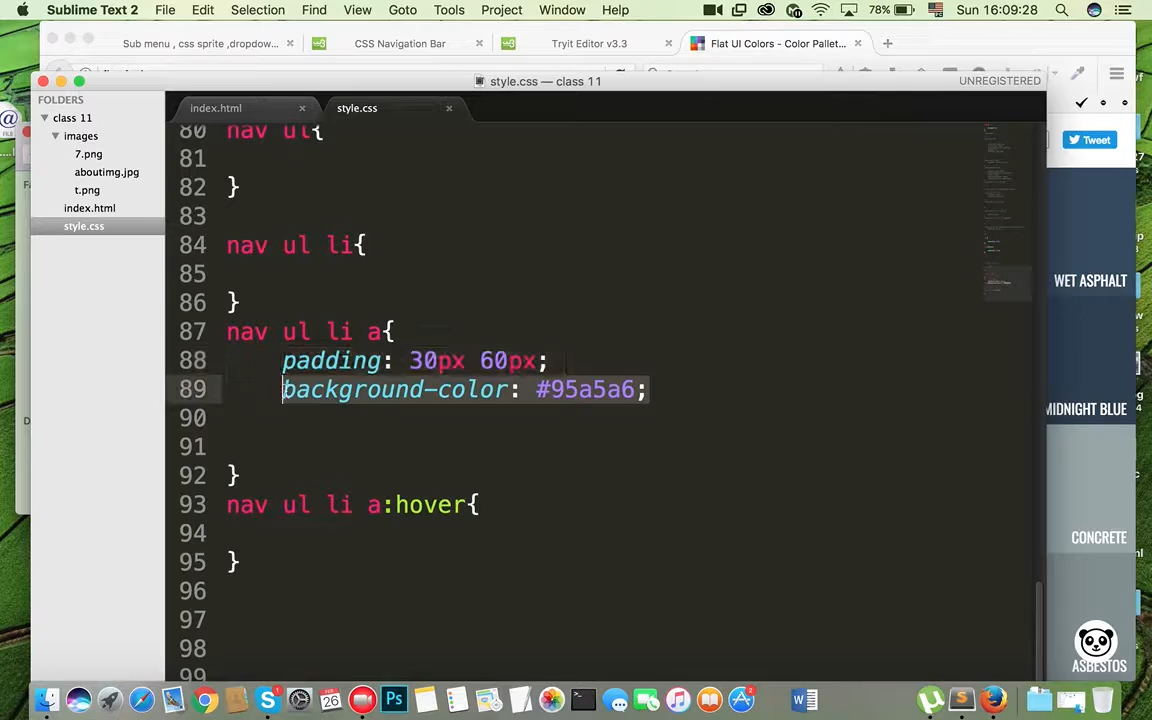 Sublime Text 2 File Edit Selection Find View Goto Tools Project Window Help 78% Sun 16:09:28
Sub menu , css sprite ,dropdow... CSS Navigation Bar Tryit Editor v3.3 Flat UI Colors - Color Pallet...
style.css — class 11 UNREGISTERED
FOLDERS
class 11
images
7.png
aboutimg.jpg
t.png
index.html
style.css
index.html style.css
80 nav ul{
81
82 }
83
84 nav ul li{
85
86 }
87 nav ul li a{
88 padding: 30px 60px;
89 background-color: #95a5a6;
90
91
92 }
93 nav ul li a:hover{
94
95 }
96
97
98
99
Tweet
WET ASPHALT
MIDNIGHT BLUE
CONCRETE
ASBESTOS